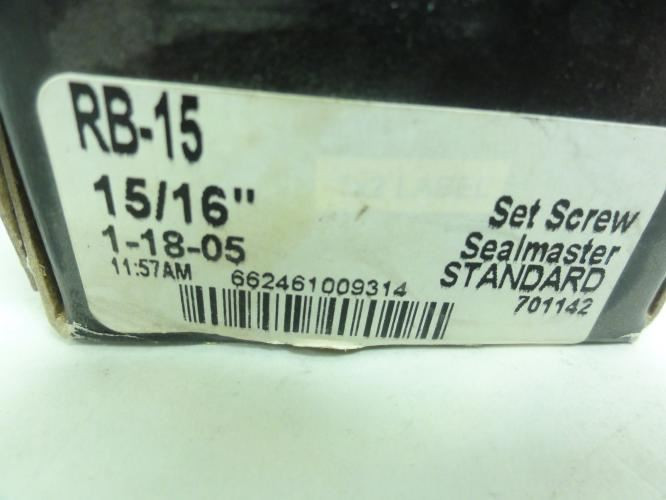 RB-15
15/16"
1-18-05
11:57AM
662461009314
Set Screw
Sealmaster
STANDARD
701142